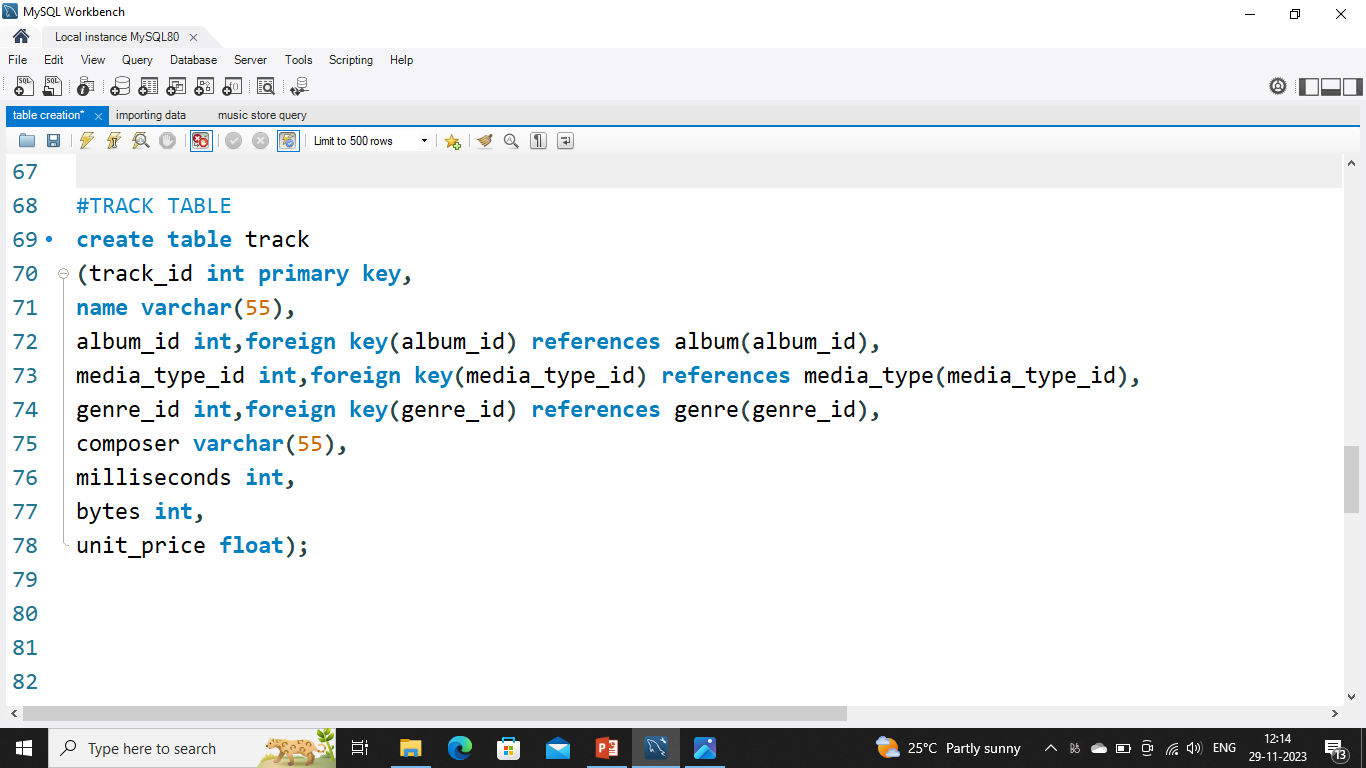 MySQL Workbench
Local instance MySQL80
File Edit View Query Database Server Tools Scripting Help
table creation* importing data music store query
Limit to 500 rows
67
68 #TRACK TABLE
69 create table track
70 (track_id int primary key,
71 name varchar(55),
72 album_id int,foreign key(album_id) references album(album_id),
73 media_type_id int,foreign key(media_type_id) references media_type(media_type_id),
74 genre_id int,foreign key(genre_id) references genre(genre_id),
75 composer varchar(55),
76 milliseconds int,
77 bytes int,
78 unit_price float);
79
80
81
82
Type here to search
25°C Partly sunny
ENG
12:14
29-11-2023
13